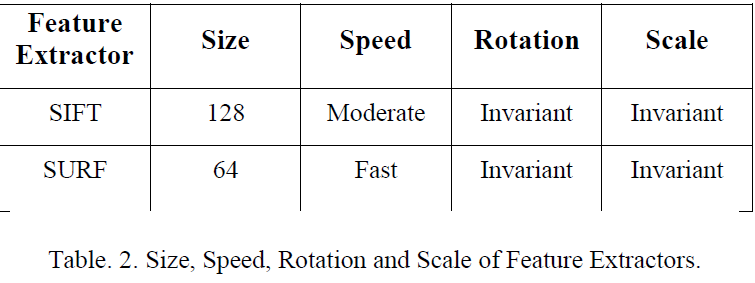 Feature Extractor Size Speed Rotation Scale
SIFT 128 Moderate Invariant Invariant
SURF 64 Fast Invariant Invariant
Table. 2. Size, Speed, Rotation and Scale of Feature Extractors.